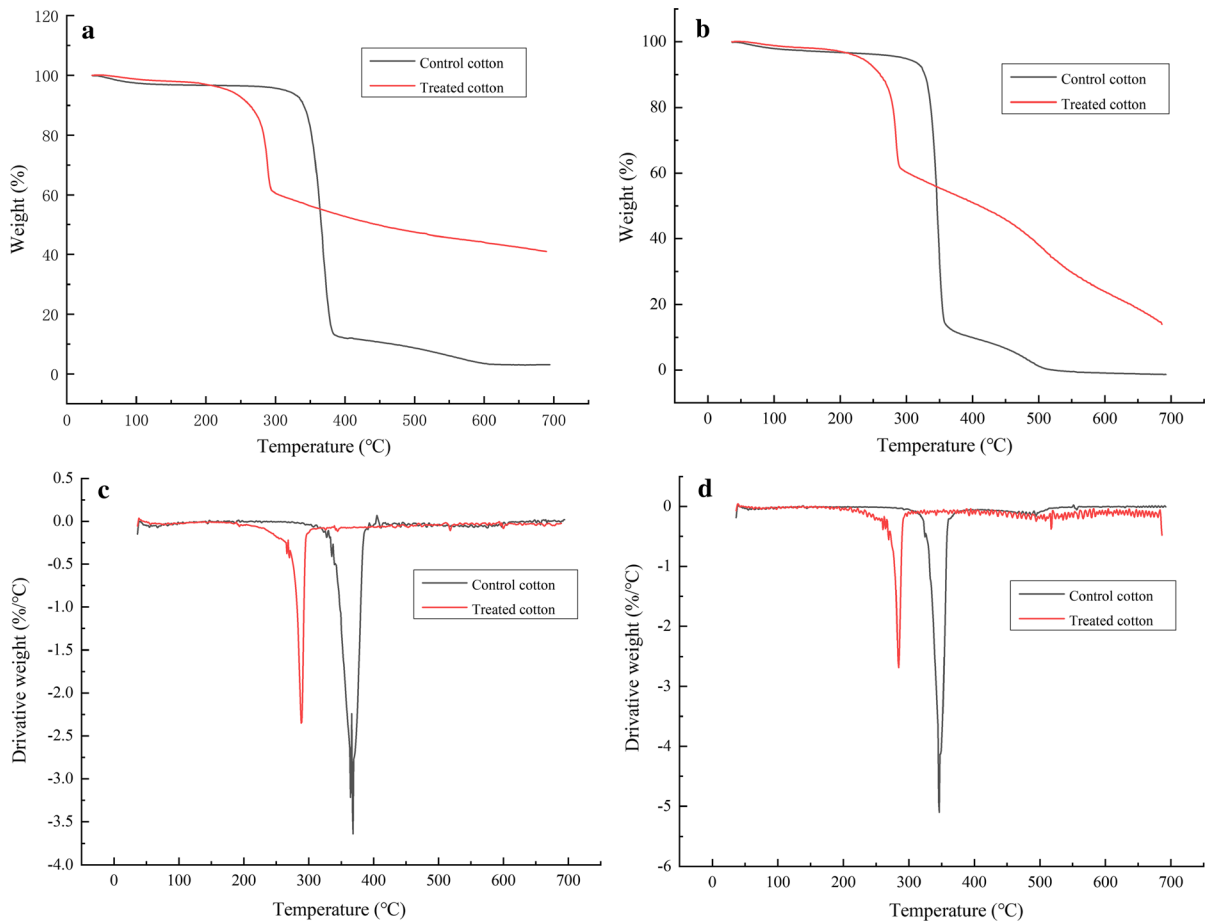 a
120
100
80
60
40
20
0
Weight (%)
Control cotton
Treated cotton
0 100 200 300 400 500 600 700
Temperature (℃)
b
100
80
60
40
20
0
-10
Weight (%)
Control cotton
Treated cotton
0 100 200 300 400 500 600 700
Temperature (℃)
c
0.5
0.0
-0.5
-1.0
-1.5
-2.0
-2.5
-3.0
-3.5
-4.0
Drivative weight (%/℃)
Control cotton
Treated cotton
0 100 200 300 400 500 600 700
Temperature (℃)
d
0
-1
-2
-3
-4
-5
-6
Drivative weight (%/℃)
Control cotton
Treated cotton
0 100 200 300 400 500 600 700
Temperature (℃)